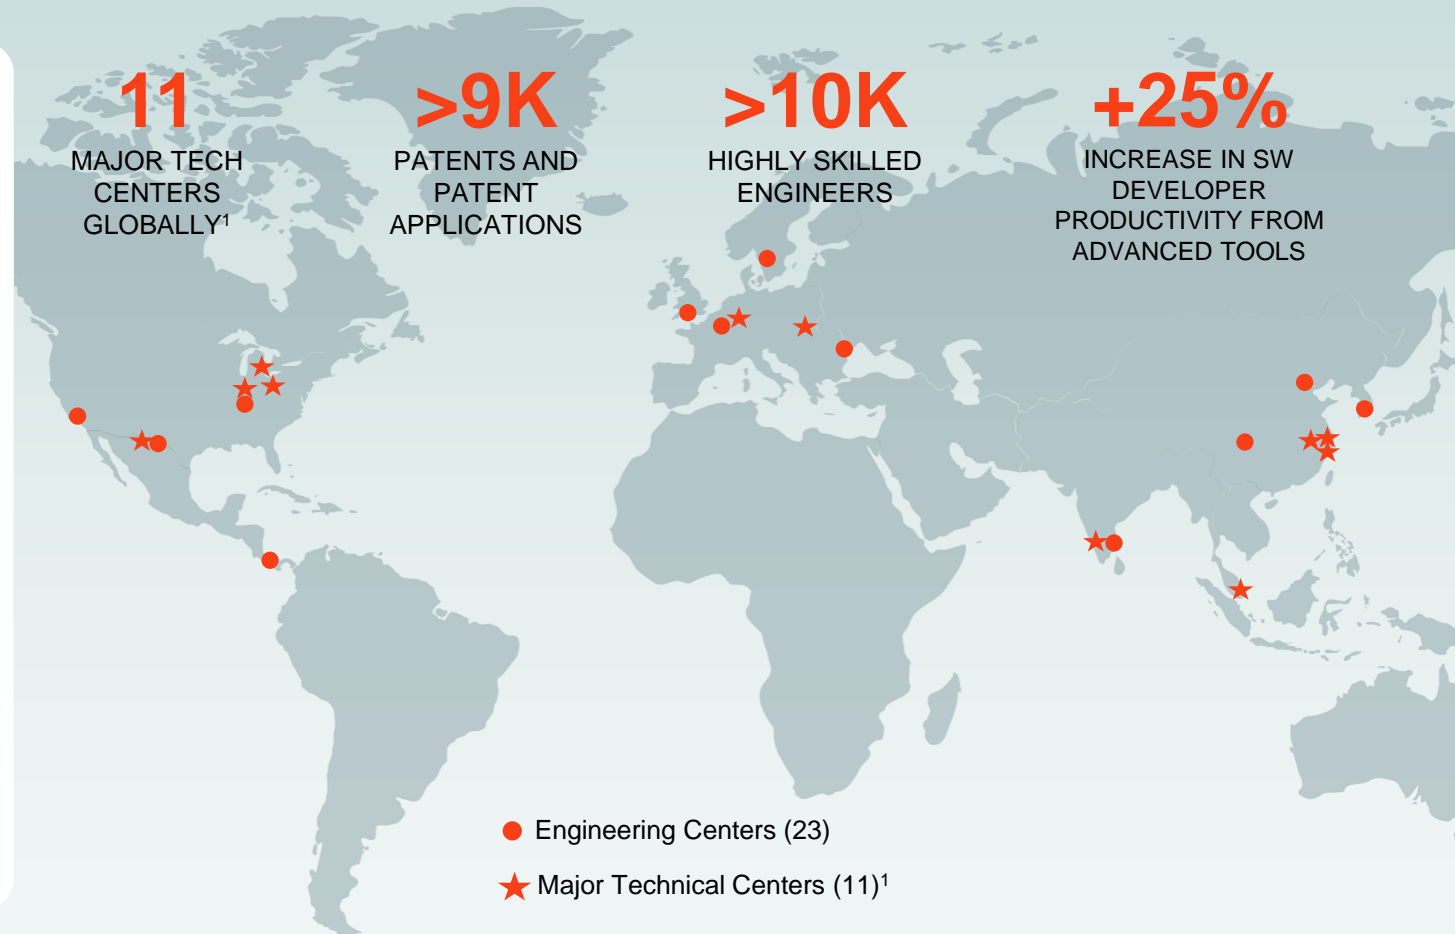 11
MAJOR TECH
CENTERS
GLOBALLY¹
>9K
PATENTS AND
PATENT
APPLICATIONS
>10K
HIGHLY SKILLED
ENGINEERS
+25%
INCREASE IN SW
DEVELOPER
PRODUCTIVITY FROM
ADVANCED TOOLS
Engineering Centers (23)
Major Technical Centers (11)¹